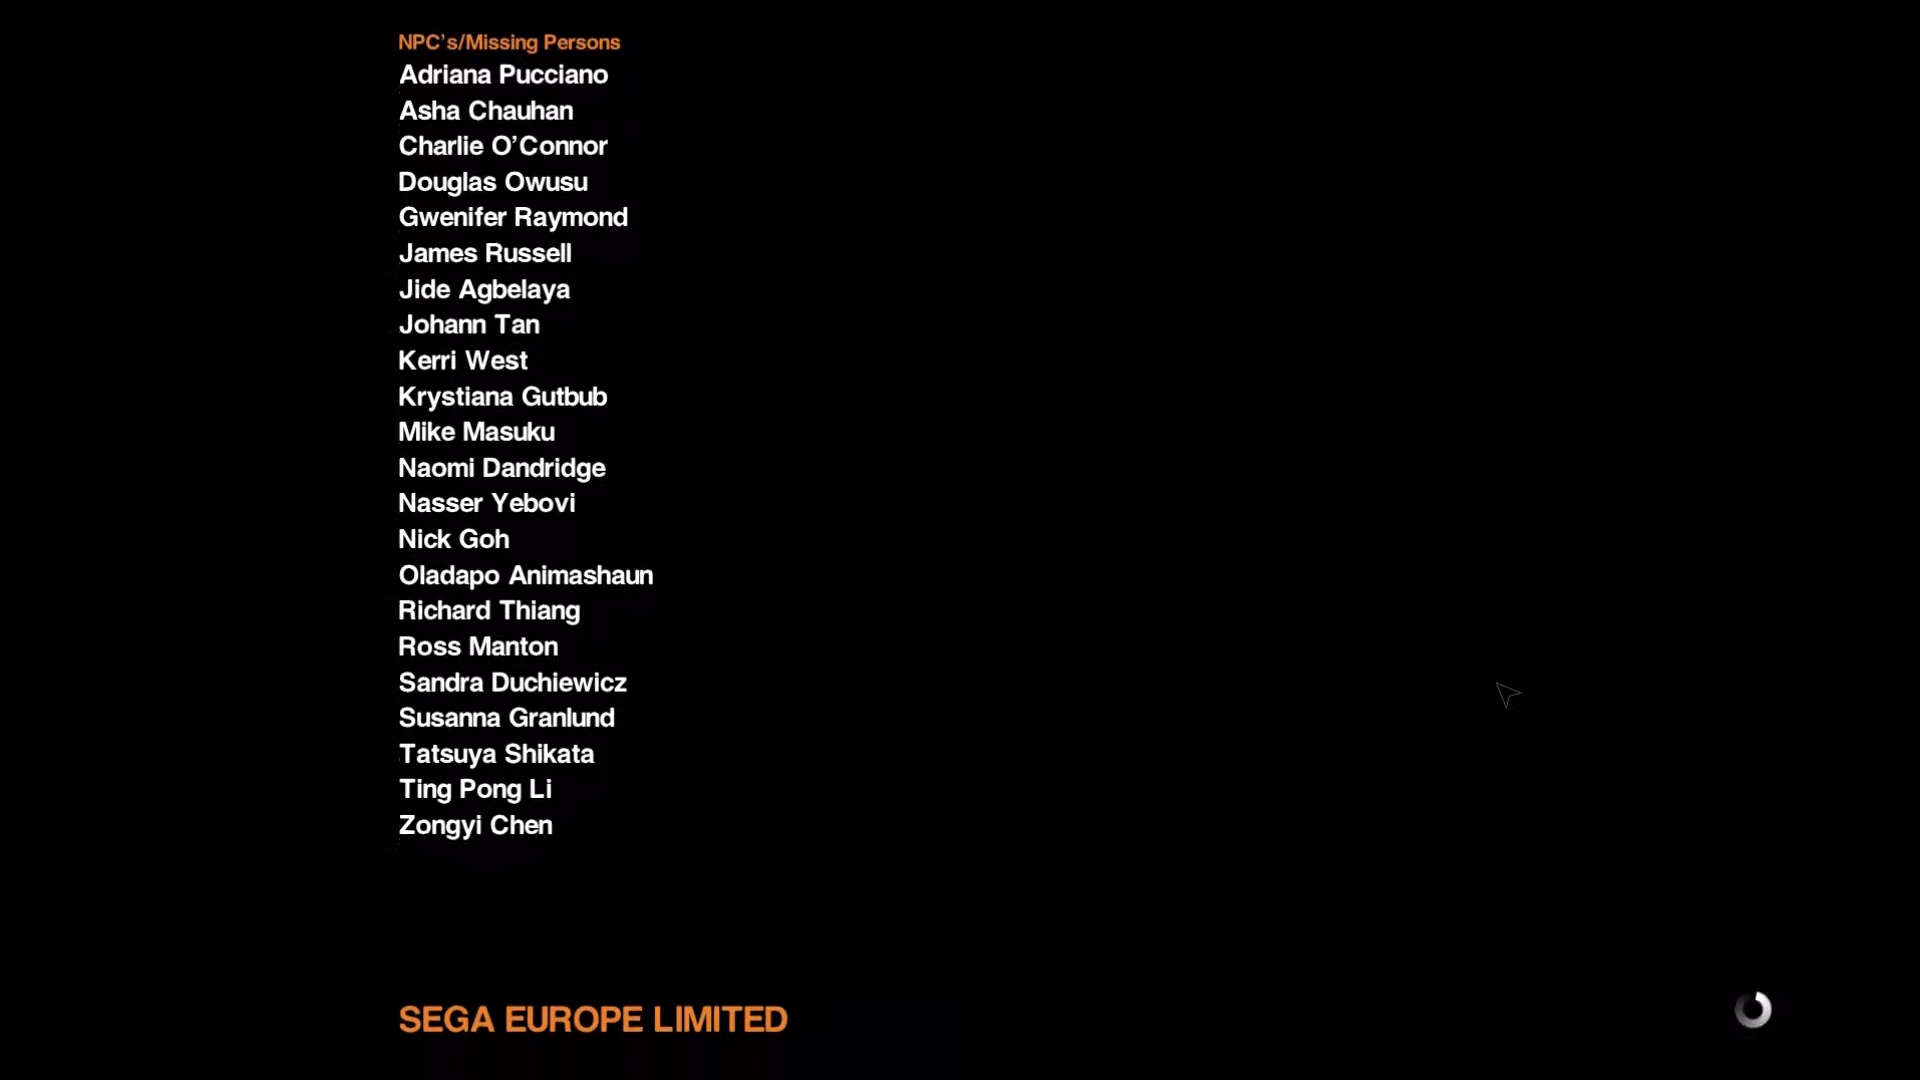 NPC’s/Missing Persons
Adriana Pucciano
Asha Chauhan
Charlie O’Connor
Douglas Owusu
Gwenifer Raymond
James Russell
Jide Agbelaya
Johann Tan
Kerri West
Krystiana Gutbub
Mike Masuku
Naomi Dandridge
Nasser Yebovi
Nick Goh
Oladapo Animashaun
Richard Thiang
Ross Manton
Sandra Duchiewicz
Susanna Granlund
Tatsuya Shikata
Ting Pong Li
Zongyi Chen
SEGA EUROPE LIMITED